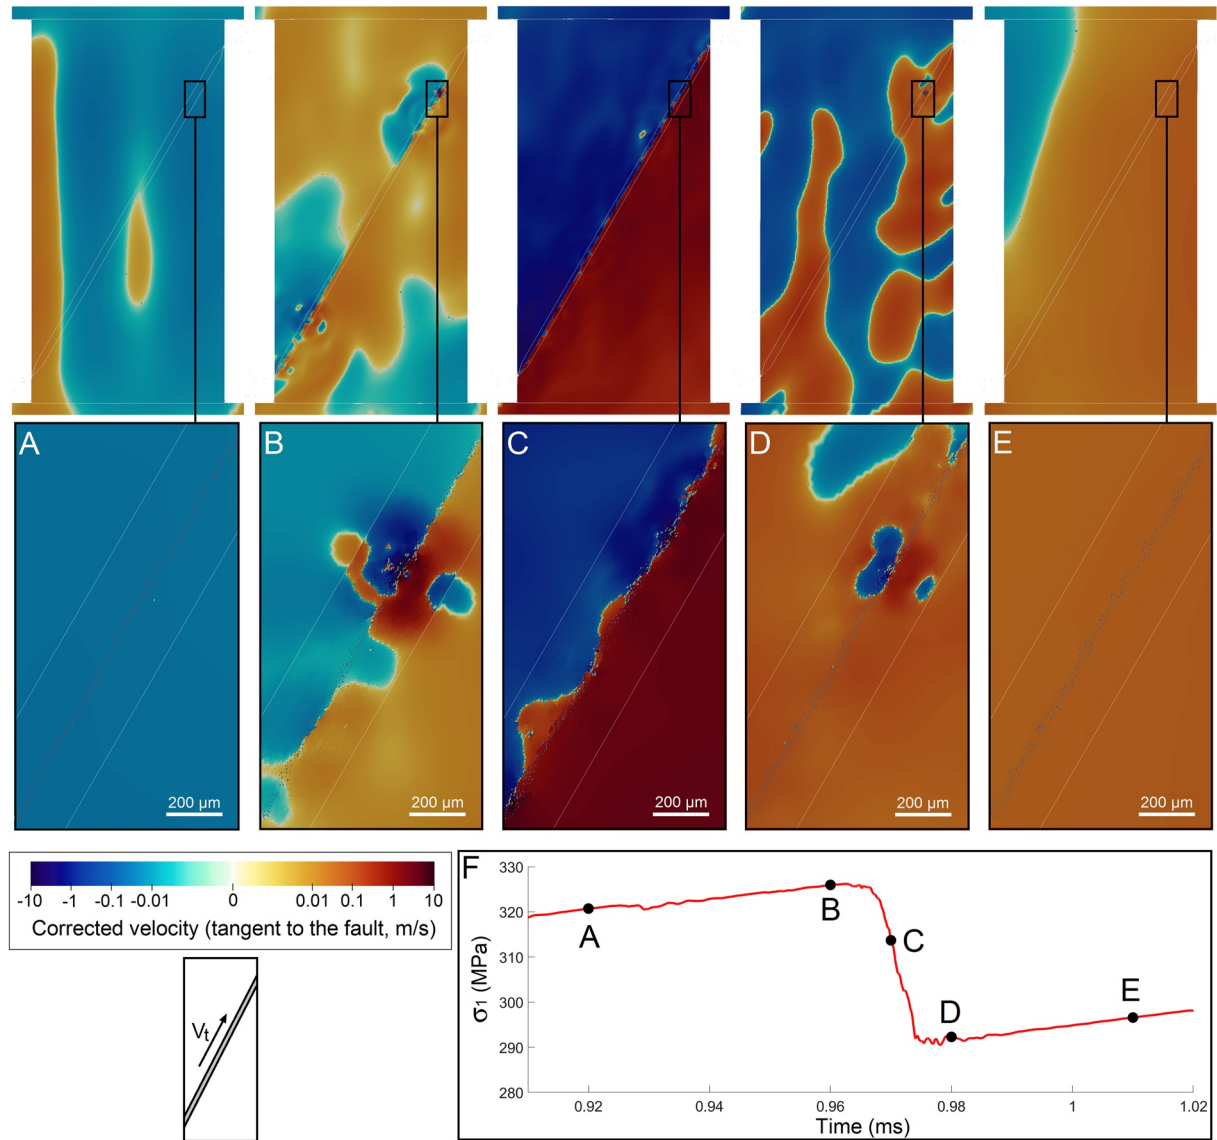 A
B
C
D
E
200 µm
200 µm
200 µm
200 µm
200 µm
-10 -1 -0.1 -0.01 0 0.01 0.1 1 10
Corrected velocity (tangent to the fault, m/s)
Vt
F
330
320
310
300
290
280
σ1 (MPa)
A
B
C
D
E
0.92 0.94 0.96 0.98 1 1.02
Time (ms)